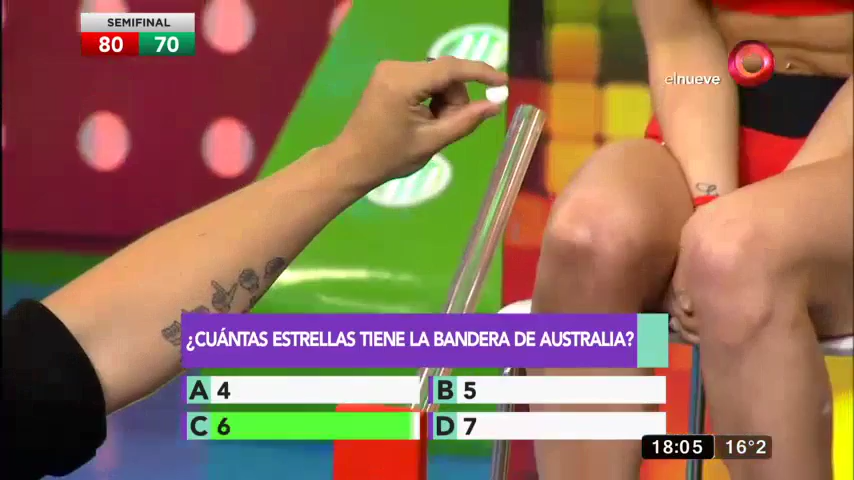 SEMIFINAL
80 70
elnueve
¿CUÁNTAS ESTRELLAS TIENE LA BANDERA DE AUSTRALIA?
A 4
B 5
C 6
D 7
18:05 16°2